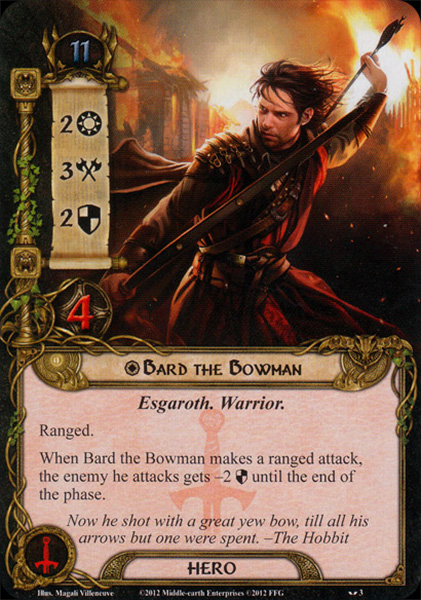 11
2
3
2
4
Bard the Bowman
Esgaroth. Warrior.
Ranged.
When Bard the Bowman makes a ranged attack,
the enemy he attacks gets –2 until the end of
the phase.
Now he shot with a great yew bow, till all his
arrows but one were spent. –The Hobbit
HERO
Illus. Magali Villeneuve ©2012 Middle-earth Enterprises ©2012 FFG 3